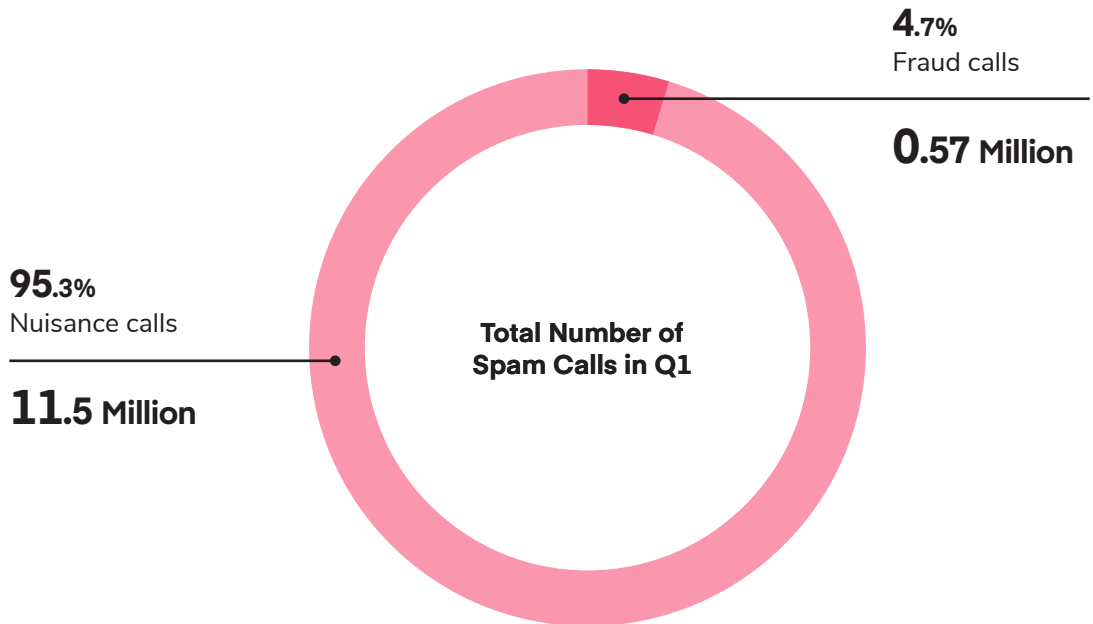 4.7%
Fraud calls
0.57 Million
95.3%
Nuisance calls
11.5 Million
Total Number of
Spam Calls in Q1